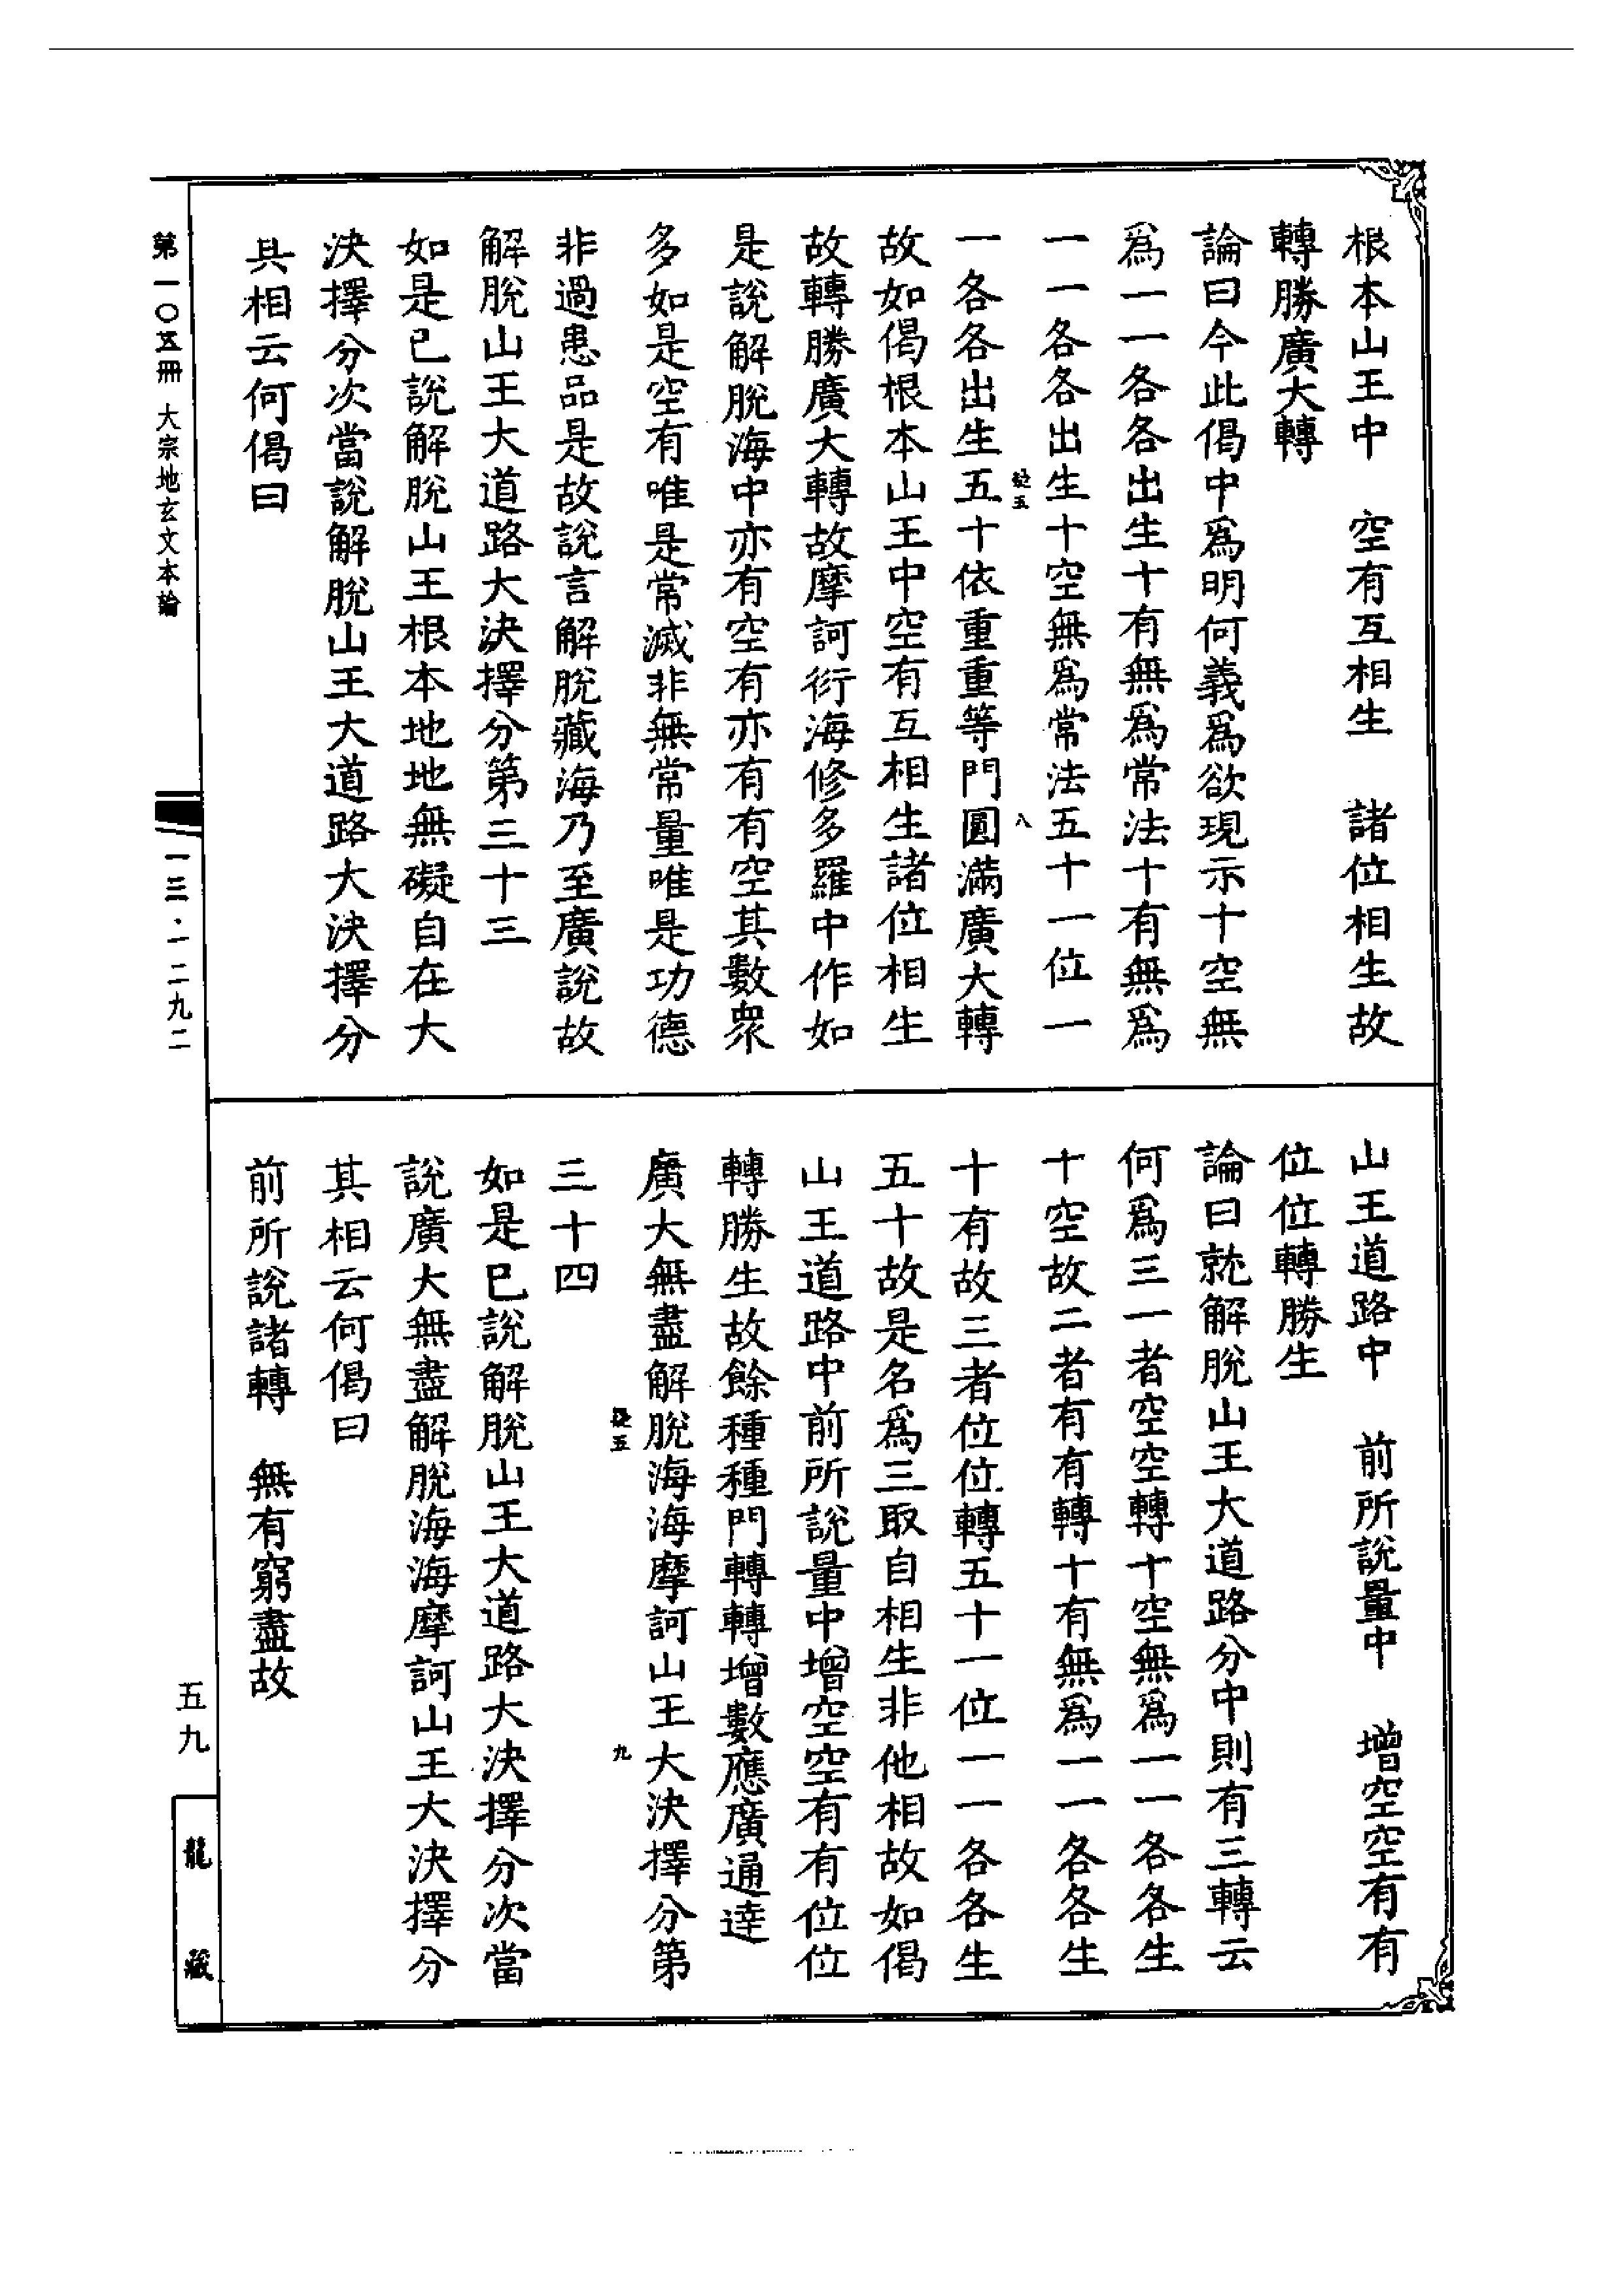 根本山王中　空有互相生　諸位相生故
轉勝廣大轉
論曰今此偈中爲明何義爲欲現示十空無
爲一一各各出生十有無爲常法十有無爲
一一各各出生十空無爲常法五十一位一
一各各出生五十依重重等門圓滿廣大轉
故如偈根本山王中空有互相生諸位相生
故轉勝廣大轉故摩訶衍海修多羅中作如
是說解脫海中亦有空有亦有有空其數衆
多如是空有唯是常滅非無常量唯是功德
非過患品是故說言解脫藏海乃至廣說故
解脫山王大道路大決擇分第三十三
如是已說解脫山王根本地地無礙自在大
決擇分次當說解脫山王大道路大決擇分
其相云何偈曰
八
山王道路中　前所說量中　增空空有有
位位轉勝生
論曰就解脫山王大道路分中則有三轉云
何爲三一者空空轉十空無爲一一各各生
十空故二者有有轉十有無爲一一各各生
十有故三者位位轉五十一位一一各各生
五十故是名爲三取自相生非他相故如偈
山王道路中前所說量中增空空有有位位
轉勝生故餘種種門轉轉增數應廣通達
廣大無盡解脫海海摩訶山王大決擇分第
三十四
如是已說解脫山王大道路大決擇分次當
說廣大無盡解脫海海摩訶山王大決擇分
其相云何偈曰
前所說諸轉　無有窮盡故
九
第一〇五冊　大宗地玄文本論
一三·一二九二
五九
龍藏